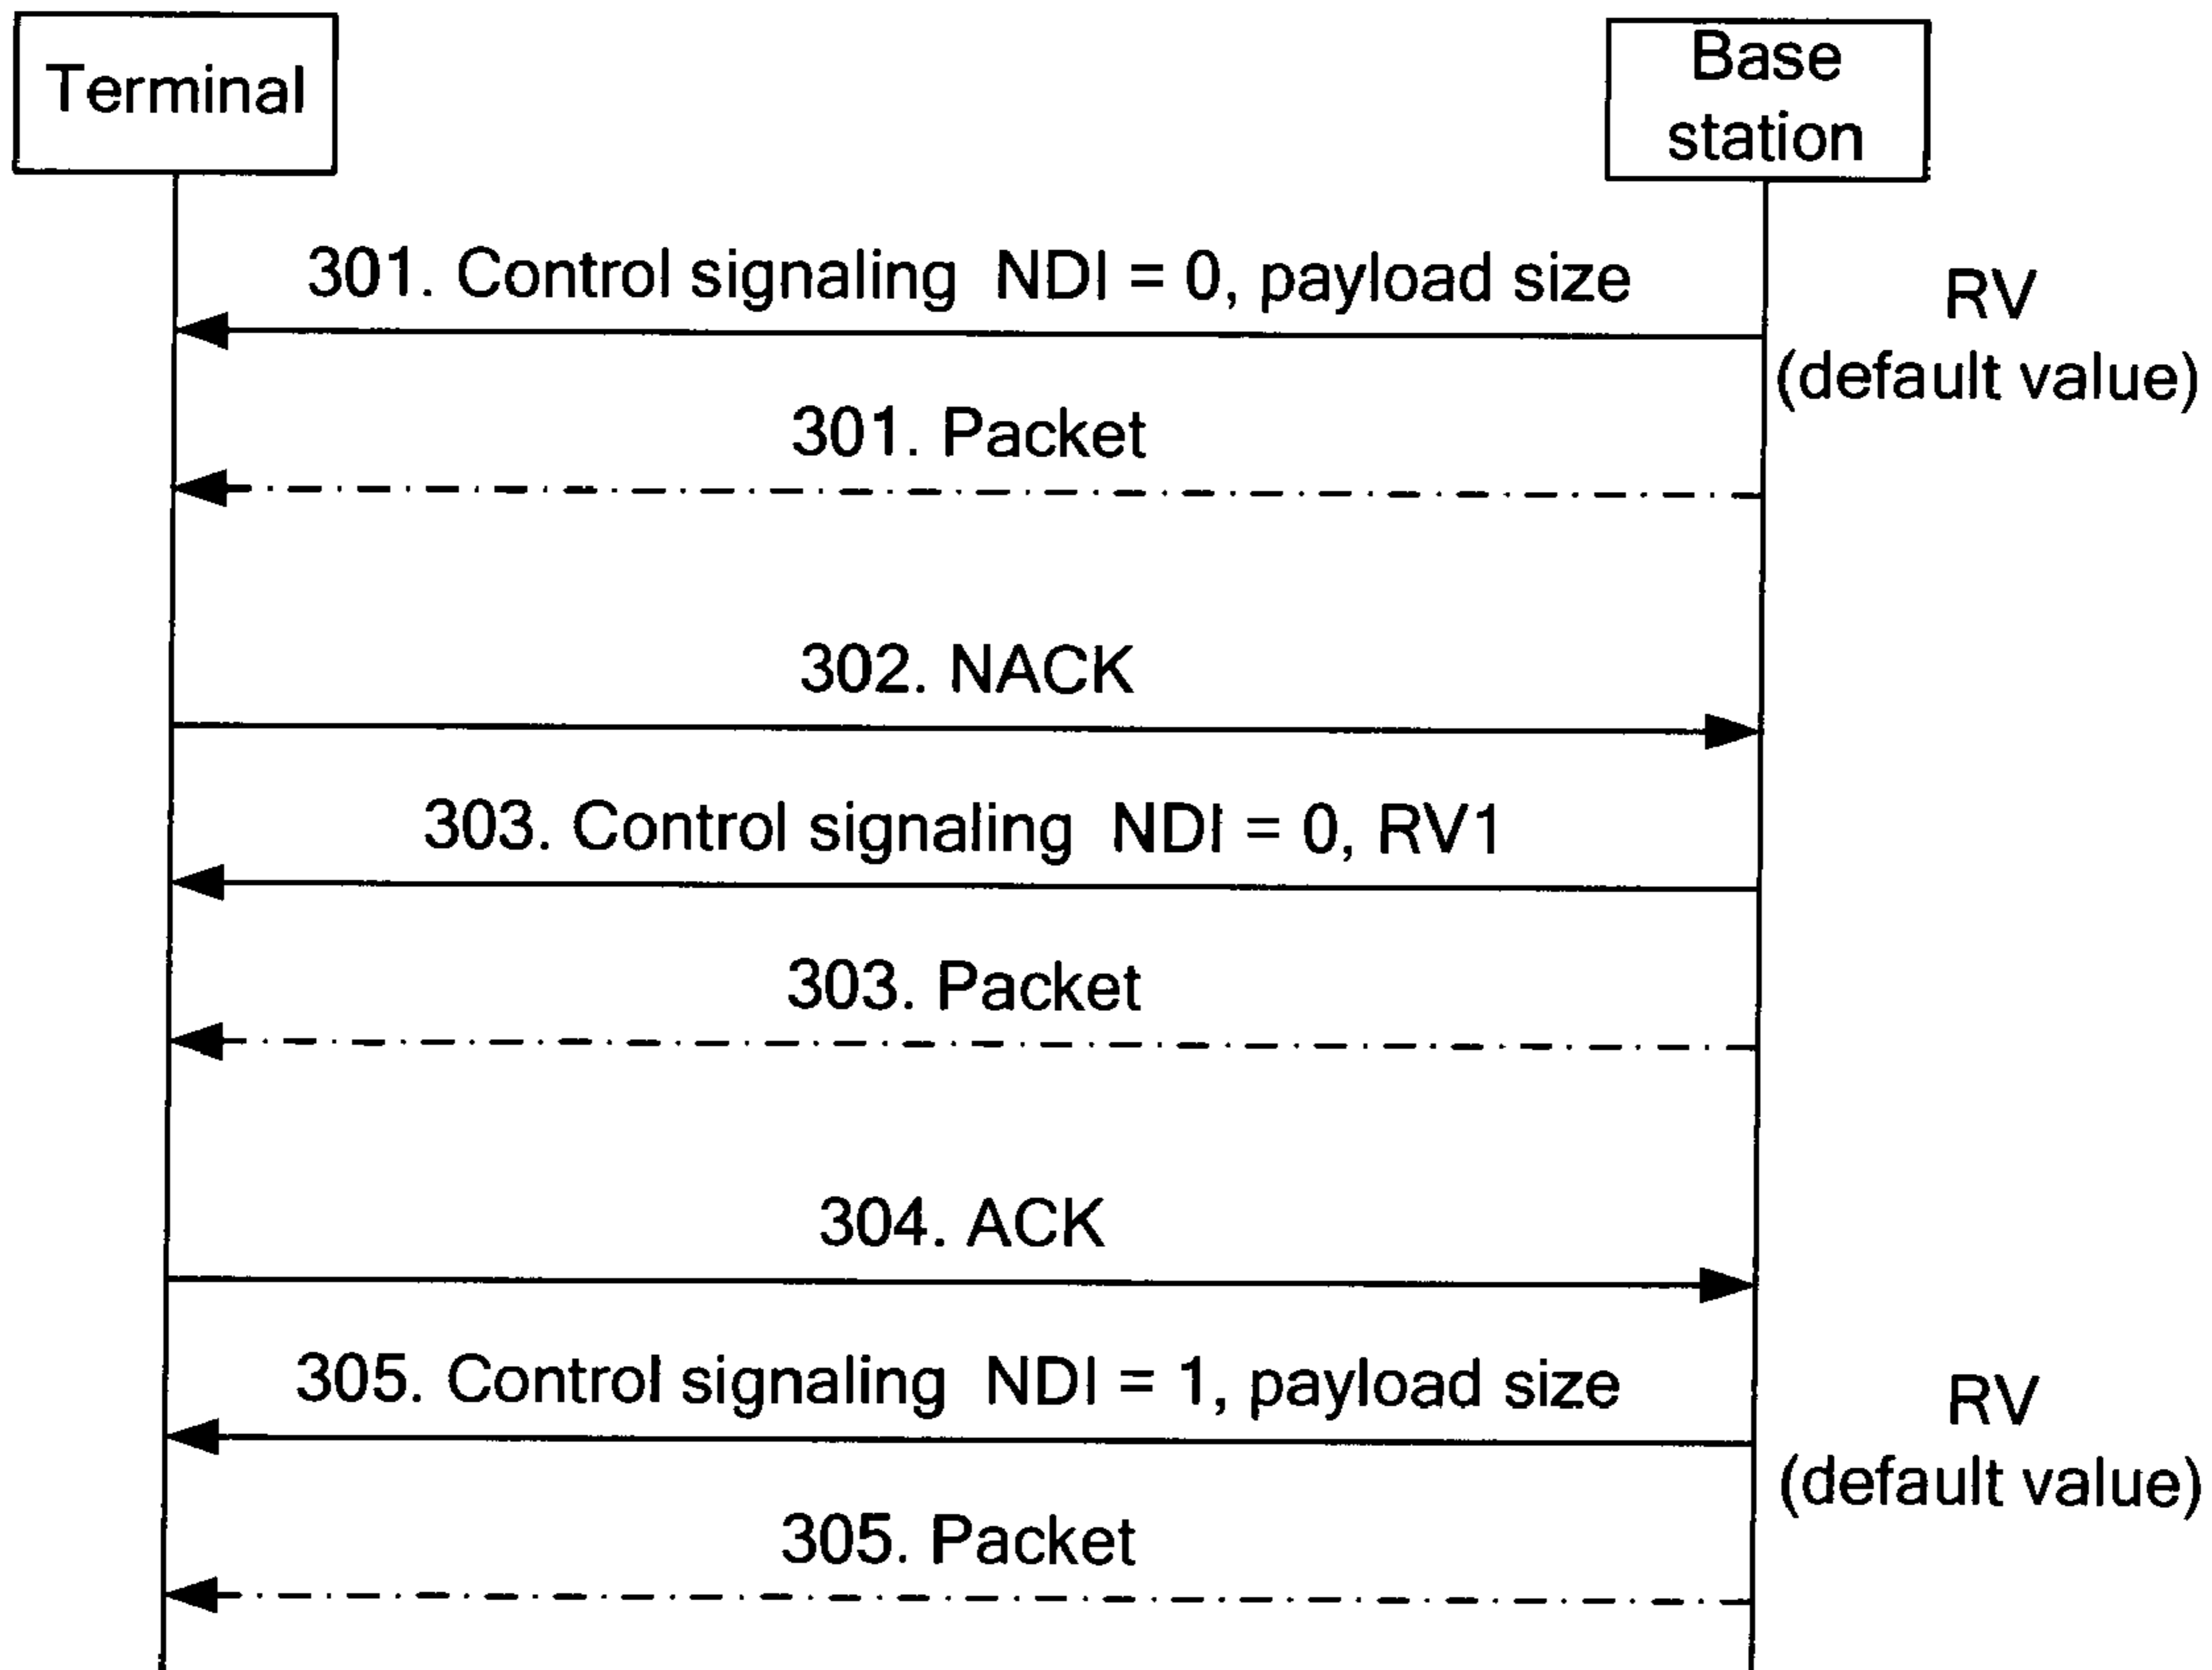 Terminal
Base
station
301. Control signaling NDI = 0, payload size
RV
(default value)
301. Packet
302. NACK
303. Control signaling NDI = 0, RV1
303. Packet
304. ACK
305. Control signaling NDI = 1, payload size
RV
(default value)
305. Packet